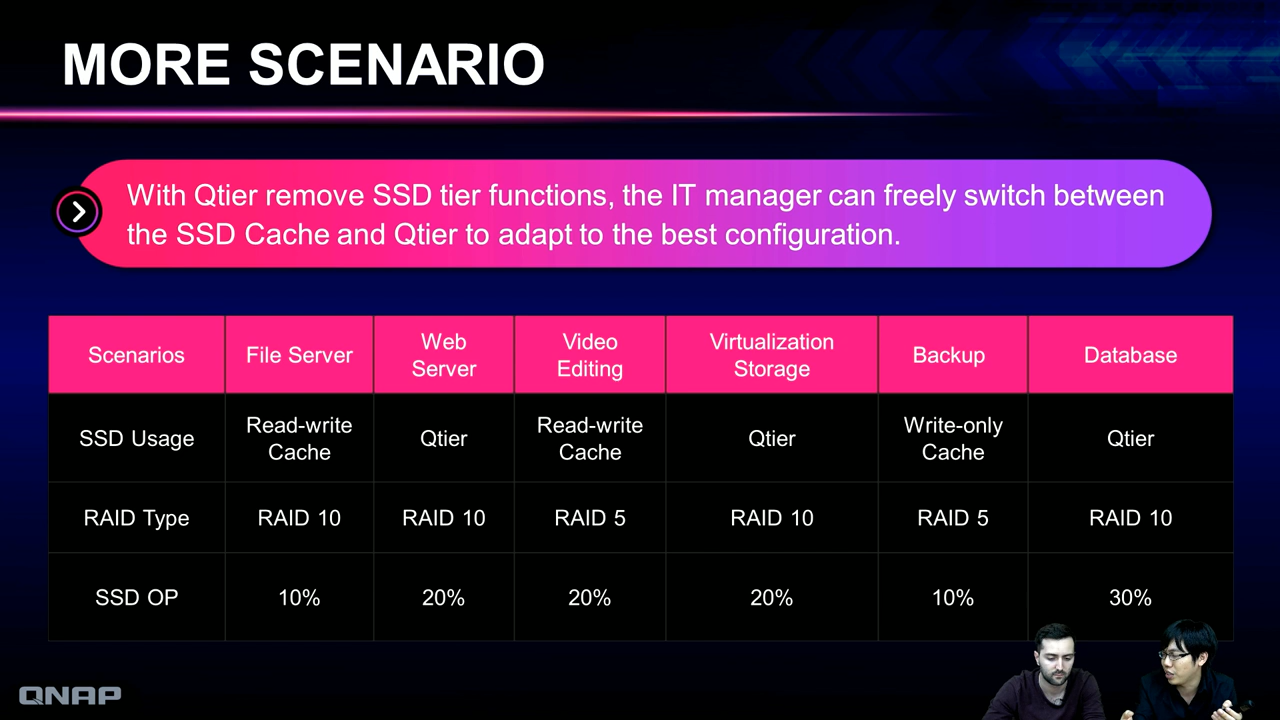 MORE SCENARIO
With Qtier remove SSD tier functions, the IT manager can freely switch between
the SSD Cache and Qtier to adapt to the best configuration.
Scenarios
File Server
Web
Server
Video
Editing
Virtualization
Storage
Backup
Database
SSD Usage
Read-write
Cache
Qtier
Read-write
Cache
Qtier
Write-only
Cache
Qtier
RAID Type
RAID 10
RAID 10
RAID 5
RAID 10
RAID 5
RAID 10
SSD OP
10%
20%
20%
20%
10%
30%
QNAP